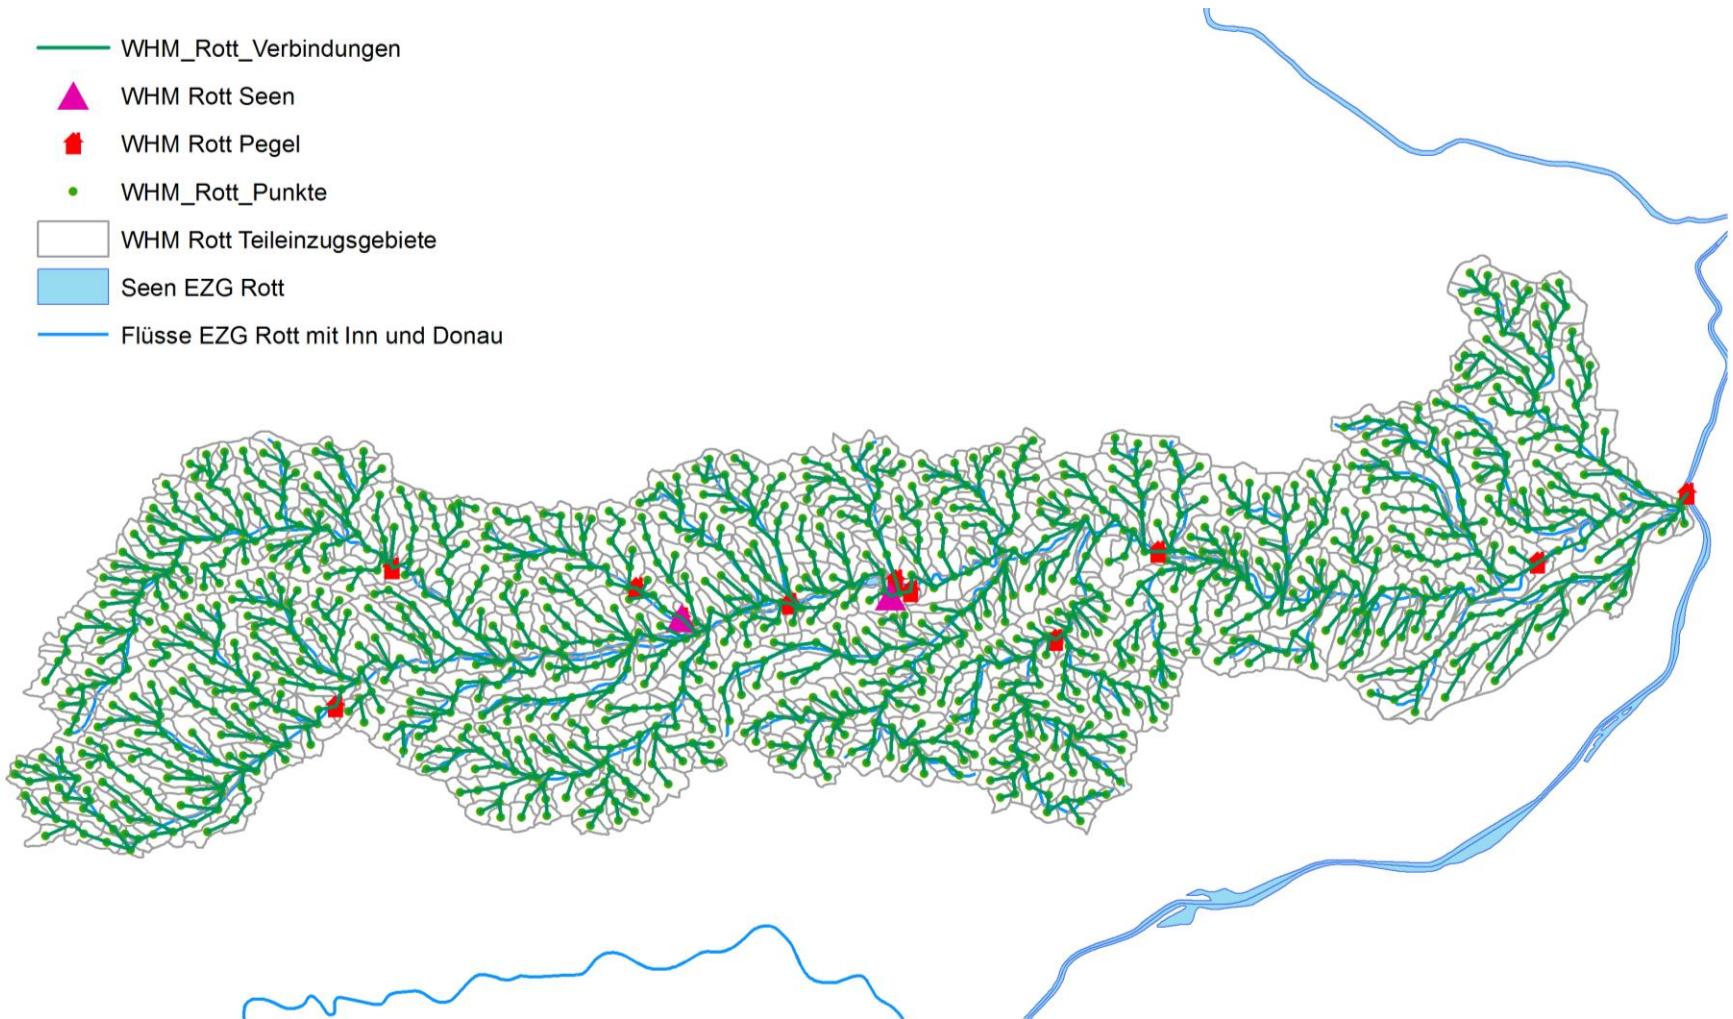 WHM_Rott_Verbindungen
WHM Rott Seen
WHM Rott Pegel
WHM_Rott_Punkte
WHM Rott Teileinzugsgebiete
Seen EZG Rott
Flüsse EZG Rott mit Inn und Donau